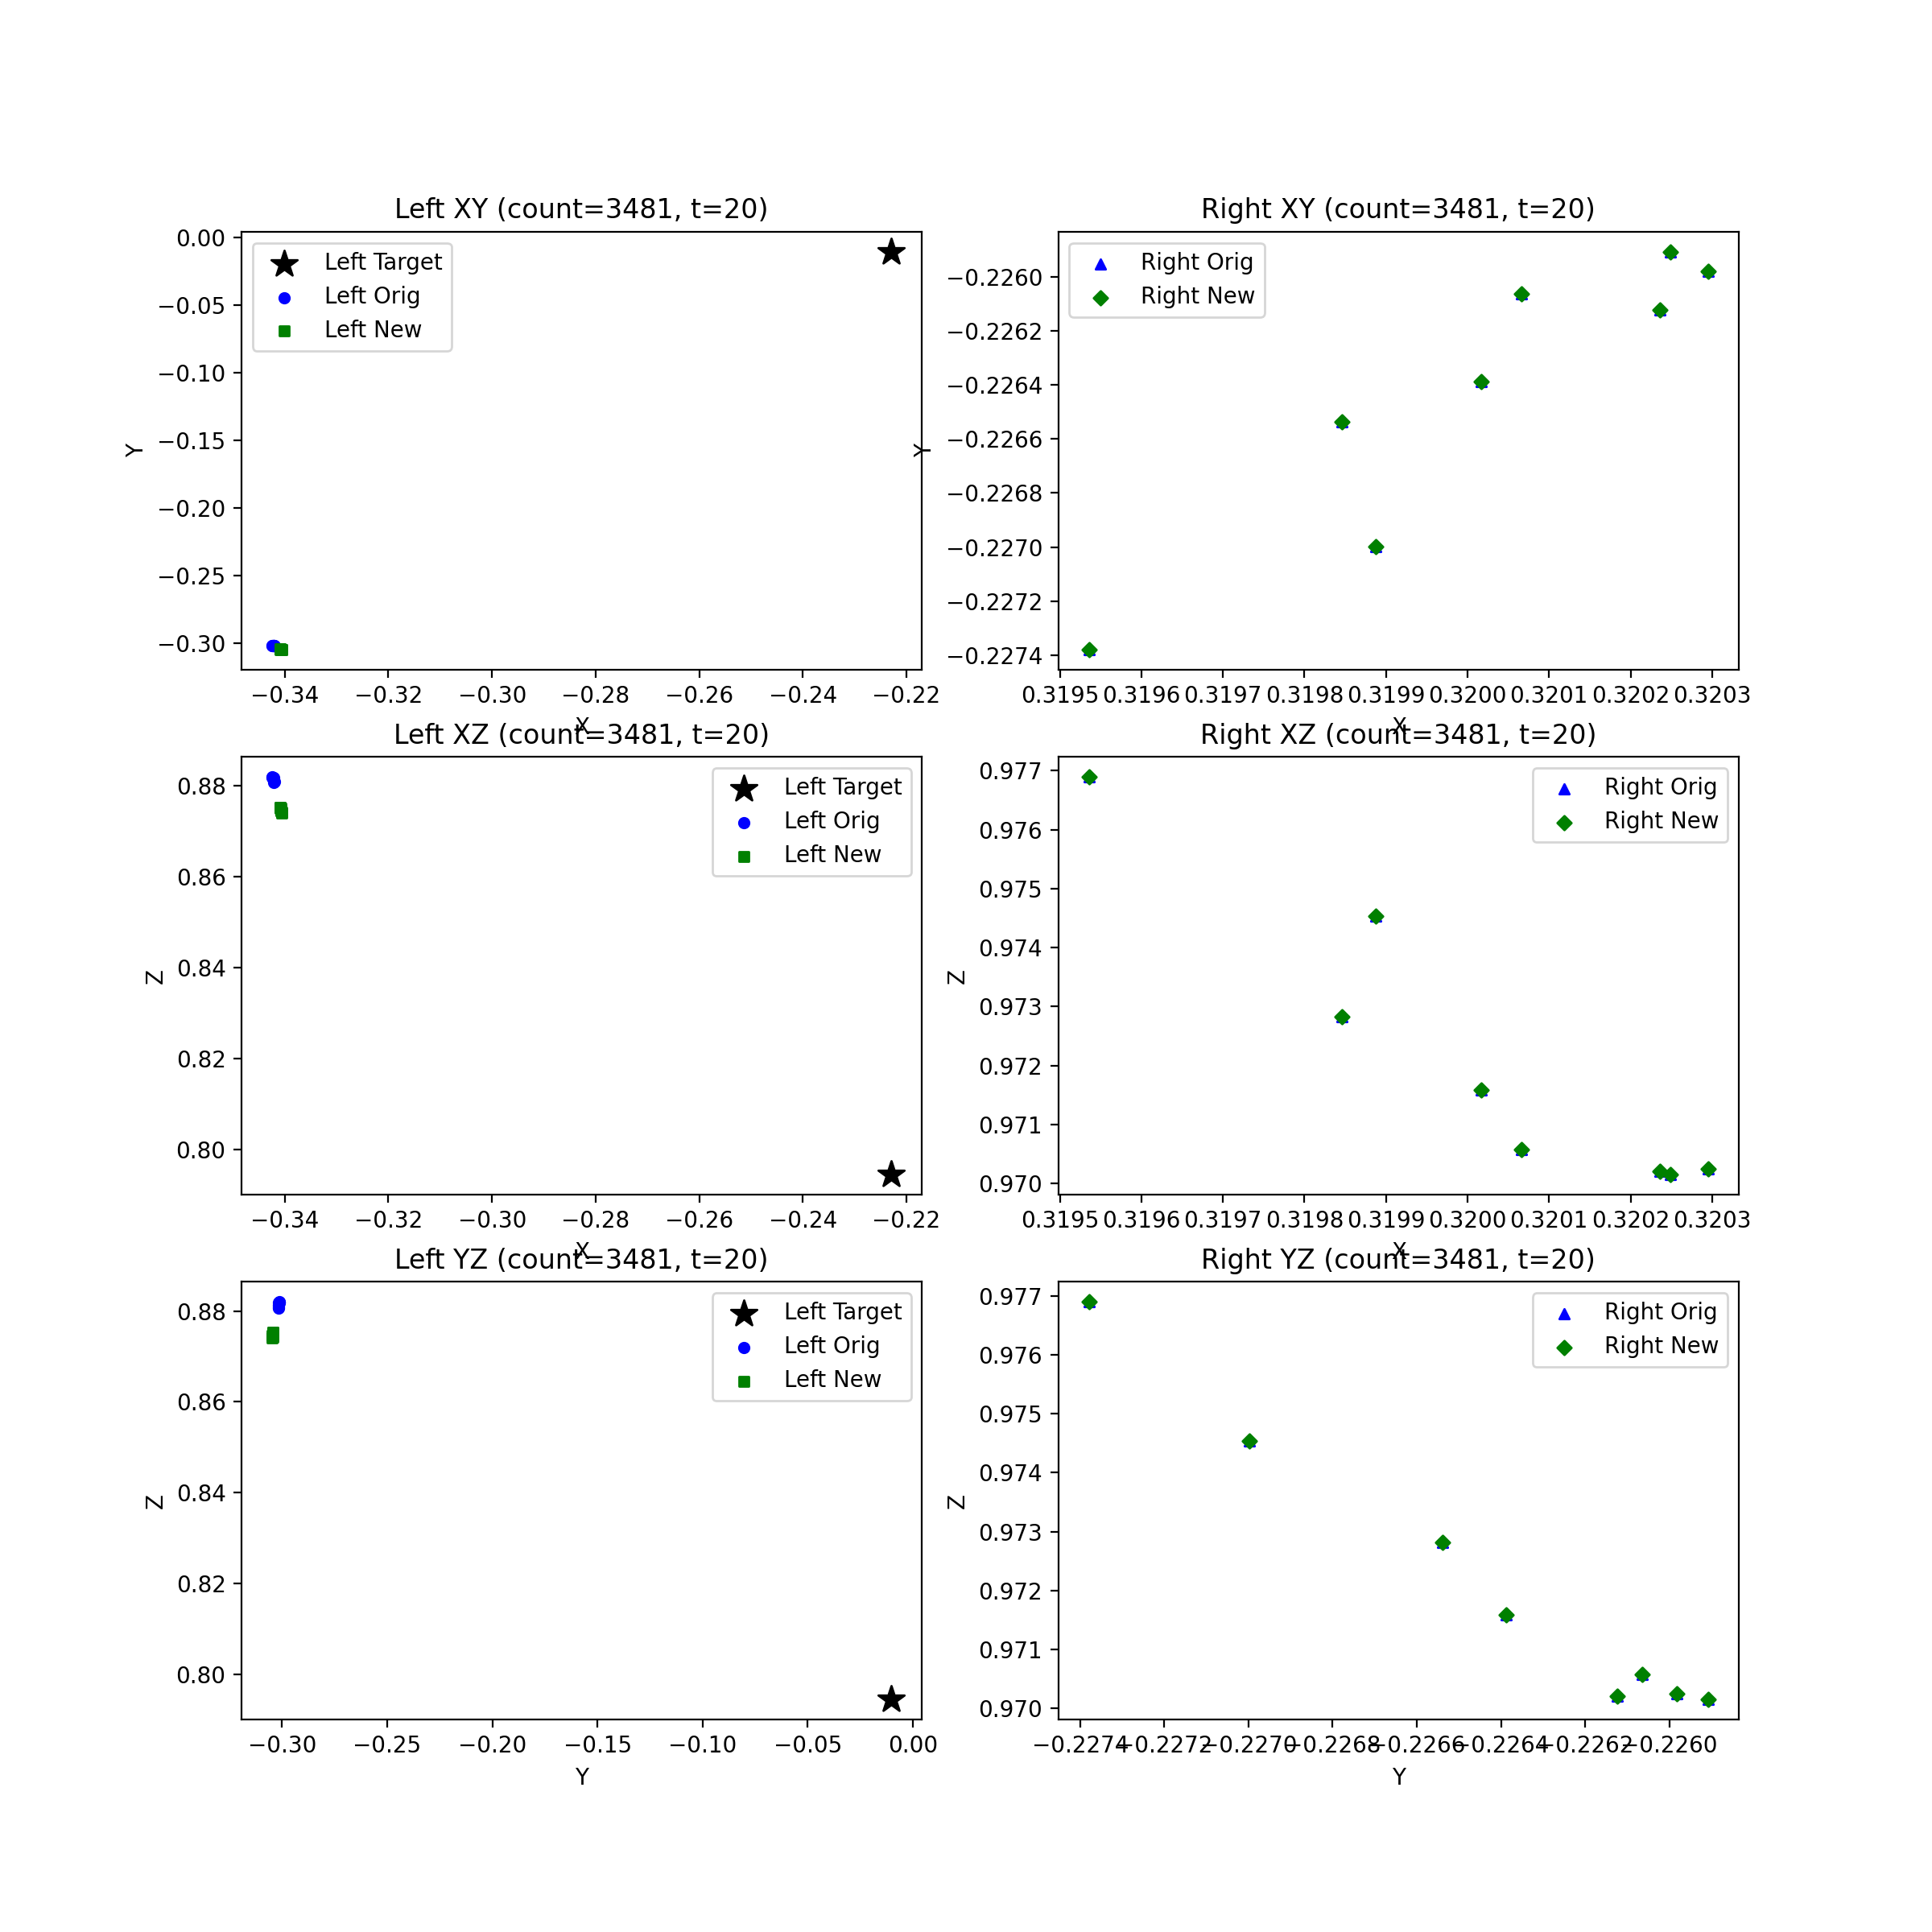 Left XY (count=3481, t=20)
Left Target
Left Orig
Left New
0.00
−0.05
−0.10
−0.15
−0.20
−0.25
−0.30
Y
−0.34
−0.32
−0.30
−0.28
−0.26
−0.24
−0.22
X
Right XY (count=3481, t=20)
Right Orig
Right New
−0.2260
−0.2262
−0.2264
−0.2266
−0.2268
−0.2270
−0.2272
−0.2274
Y
0.3195
0.3196
0.3197
0.3198
0.3199
0.3200
0.3201
0.3202
0.3203
X
Left XZ (count=3481, t=20)
Left Target
Left Orig
Left New
0.88
0.86
0.84
0.82
0.80
Z
−0.34
−0.32
−0.30
−0.28
−0.26
−0.24
−0.22
X
Right XZ (count=3481, t=20)
Right Orig
Right New
0.977
0.976
0.975
0.974
0.973
0.972
0.971
0.970
Z
0.3195
0.3196
0.3197
0.3198
0.3199
0.3200
0.3201
0.3202
0.3203
X
Left YZ (count=3481, t=20)
Left Target
Left Orig
Left New
0.88
0.86
0.84
0.82
0.80
Z
−0.30
−0.25
−0.20
−0.15
−0.10
−0.05
0.00
Y
Right YZ (count=3481, t=20)
Right Orig
Right New
0.977
0.976
0.975
0.974
0.973
0.972
0.971
0.970
Z
−0.2274
−0.2272
−0.2270
−0.2268
−0.2266
−0.2264
−0.2262
−0.2260
Y